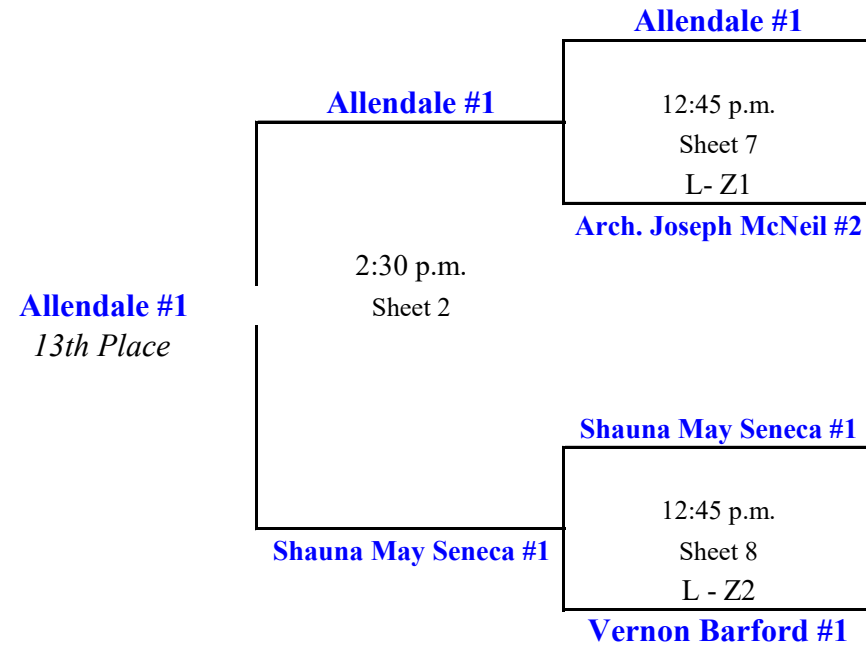 Allendale #1
Allendale #1
12:45 p.m.
Sheet 7
L- Z1
Arch. Joseph McNeil #2
2:30 p.m.
Sheet 2
Allendale #1
13th Place
Shauna May Seneca #1
12:45 p.m.
Shauna May Seneca #1
Sheet 8
L - Z2
Vernon Barford #1